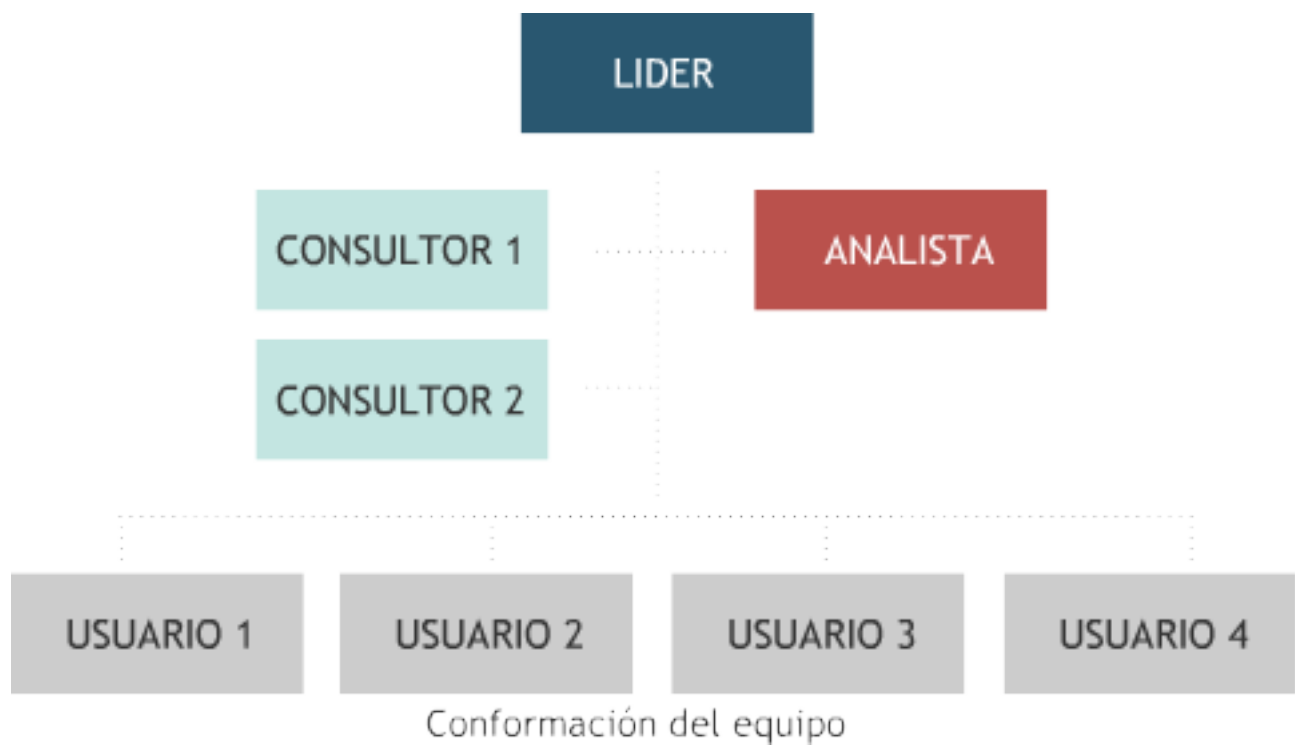 LIDER
CONSULTOR 1
ANALISTA
CONSULTOR 2
USUARIO 1
USUARIO 2
USUARIO 3
USUARIO 4
Conformación del equipo